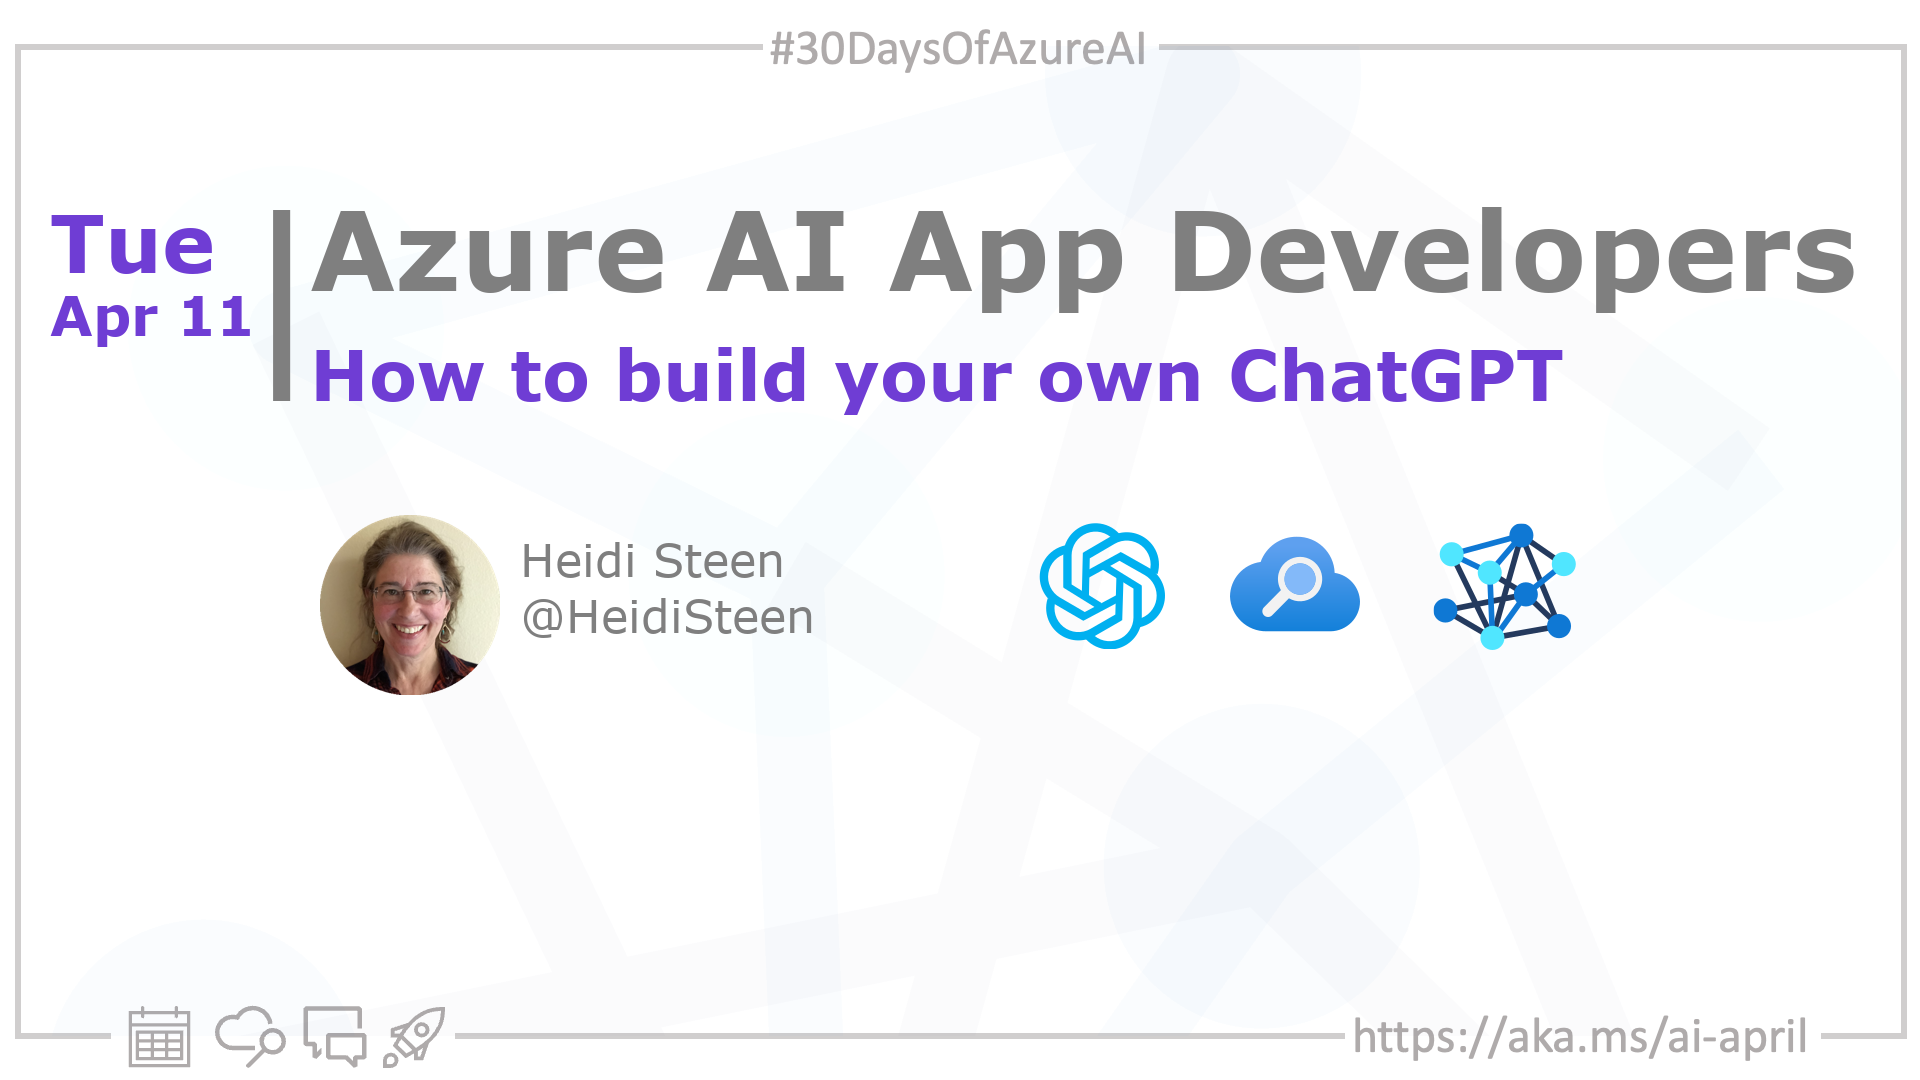 #30DaysOfAzureAI
Tue
Apr 11
Azure AI App Developers
How to build your own ChatGPT
Heidi Steen
@HeidiSteen
https://aka.ms/ai-april